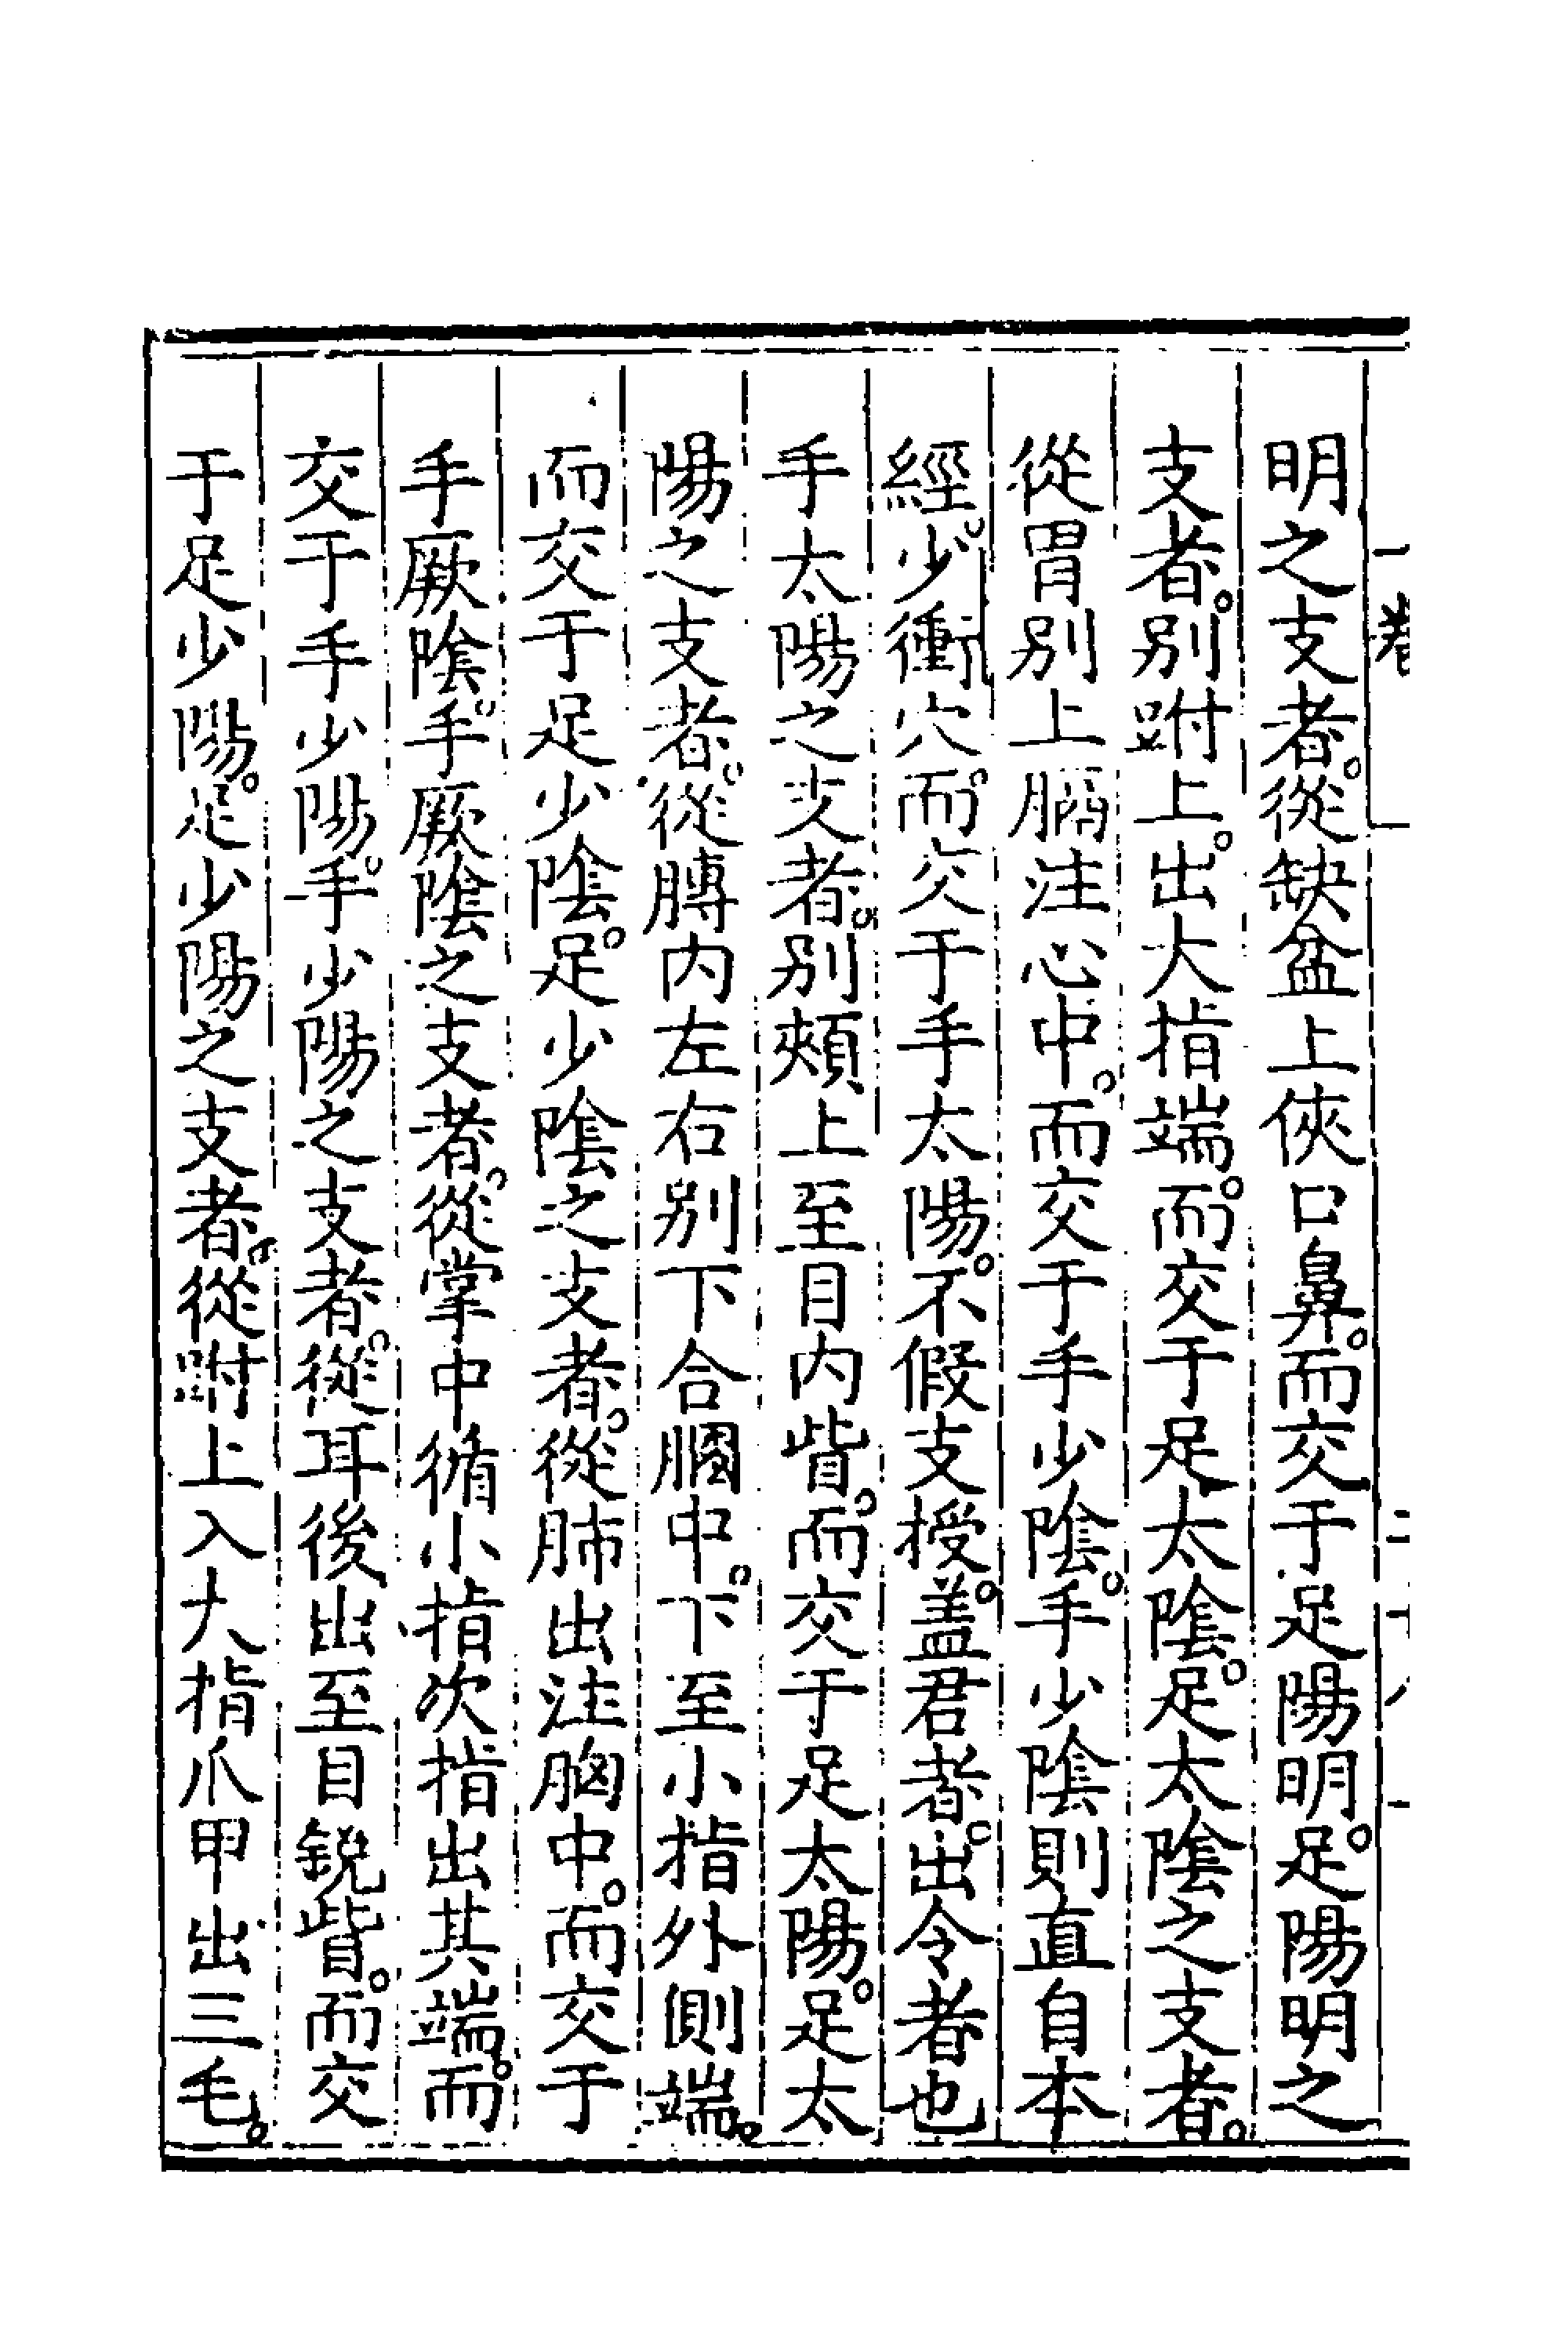 明之支者。從缺盆上俠口鼻。而交于足陽明。足陽明之
支者。別跗上。出大指端。而交于足太陰。足太陰之支者。
從胃別上膈注心中。而交于手少陰。手少陰則直自本
經少衝穴。而交于手太陽。不假支授。盖君者。出令者也
手太陽之支者。別頰上至目內眥。而交于足太陽。足太
陽之支者。從膊内左右别下合膕中。下至小指外側端。
而交于足少陰。足少陰之支者。從肺出注胸中。而交于
手厥陰。手厥陰之支者。從掌中循小指次指出其端。而
交于手少陽。手少陽之支者。從耳後出至目銳眥。而交
于足少陽。足少陽之支者。從跗上入大指爪甲出三毛。